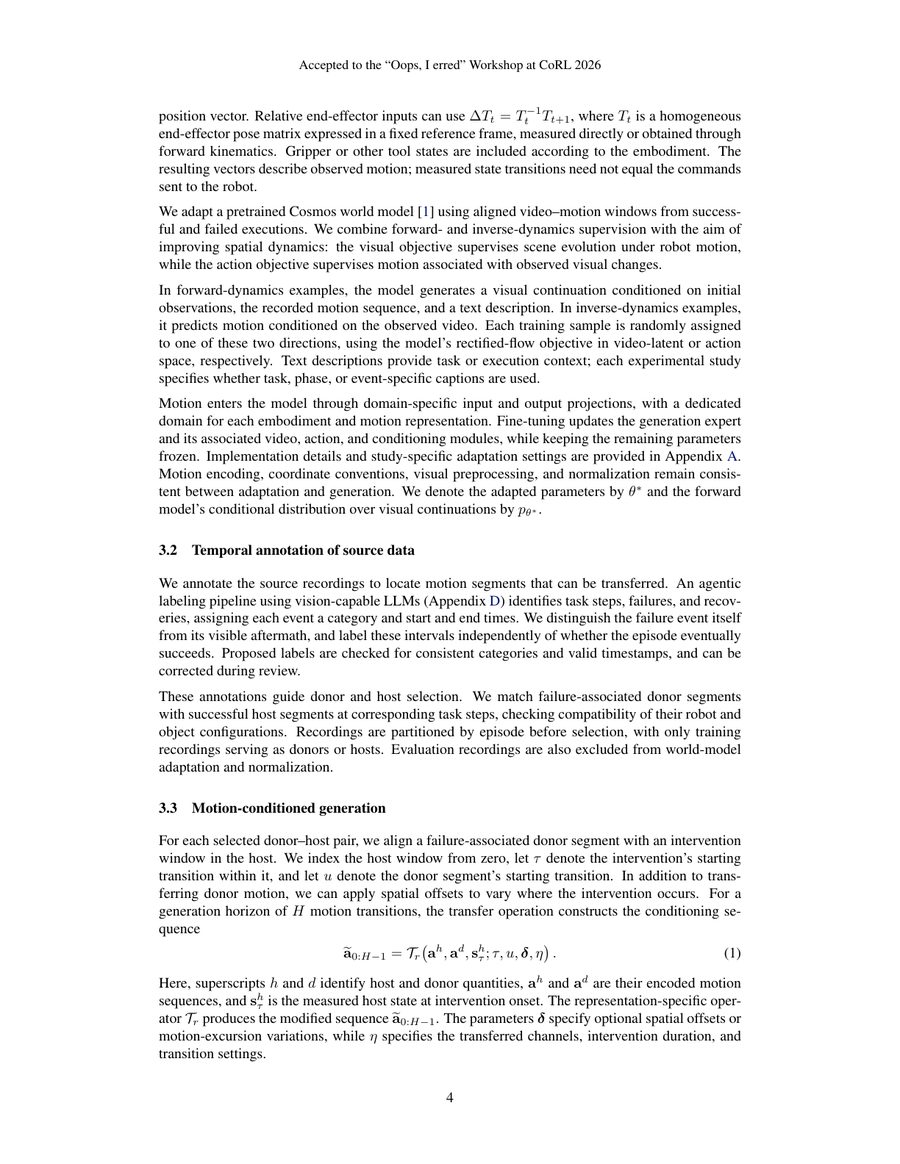 Accepted to the “Oops, I erred” Workshop at CoRL 2026
position vector. Relative end-effector inputs can use ΔTₜ = Tₜ⁻¹Tₜ₊₁, where Tₜ is a homogeneous
end-effector pose matrix expressed in a fixed reference frame, measured directly or obtained through
forward kinematics. Gripper or other tool states are included according to the embodiment. The
resulting vectors describe observed motion; measured state transitions need not equal the commands
sent to the robot.
We adapt a pretrained Cosmos world model [1] using aligned video–motion windows from success-
ful and failed executions. We combine forward- and inverse-dynamics supervision with the aim of
improving spatial dynamics: the visual objective supervises scene evolution under robot motion,
while the action objective supervises motion associated with observed visual changes.
In forward-dynamics examples, the model generates a visual continuation conditioned on initial
observations, the recorded motion sequence, and a text description. In inverse-dynamics examples,
it predicts motion conditioned on the observed video. Each training sample is randomly assigned
to one of these two directions, using the model’s rectified-flow objective in video-latent or action
space, respectively. Text descriptions provide task or execution context; each experimental study
specifies whether task, phase, or event-specific captions are used.
Motion enters the model through domain-specific input and output projections, with a dedicated
domain for each embodiment and motion representation. Fine-tuning updates the generation expert
and its associated video, action, and conditioning modules, while keeping the remaining parameters
frozen. Implementation details and study-specific adaptation settings are provided in Appendix A.
Motion encoding, coordinate conventions, visual preprocessing, and normalization remain consis-
tent between adaptation and generation. We denote the adapted parameters by θ* and the forward
model’s conditional distribution over visual continuations by p_θ*.
3.2 Temporal annotation of source data
We annotate the source recordings to locate motion segments that can be transferred. An agentic
labeling pipeline using vision-capable LLMs (Appendix D) identifies task steps, failures, and recov-
eries, assigning each event a category and start and end times. We distinguish the failure event itself
from its visible aftermath, and label these intervals independently of whether the episode eventually
succeeds. Proposed labels are checked for consistent categories and valid timestamps, and can be
corrected during review.
These annotations guide donor and host selection. We match failure-associated donor segments
with successful host segments at corresponding task steps, checking compatibility of their robot and
object configurations. Recordings are partitioned by episode before selection, with only training
recordings serving as donors or hosts. Evaluation recordings are also excluded from world-model
adaptation and normalization.
3.3 Motion-conditioned generation
For each selected donor–host pair, we align a failure-associated donor segment with an intervention
window in the host. We index the host window from zero, let τ denote the intervention’s starting
transition within it, and let u denote the donor segment’s starting transition. In addition to trans-
ferring donor motion, we can apply spatial offsets to vary where the intervention occurs. For a
generation horizon of H motion transitions, the transfer operation constructs the conditioning se-
quence
ã_{0:H−1} = 𝒯_r(a^h, a^d, s_τ^h; τ, u, δ, η). (1)
Here, superscripts h and d identify host and donor quantities, a^h and a^d are their encoded motion
sequences, and s_τ^h is the measured host state at intervention onset. The representation-specific oper-
ator 𝒯_r produces the modified sequence ã_{0:H−1}. The parameters δ specify optional spatial offsets or
motion-excursion variations, while η specifies the transferred channels, intervention duration, and
transition settings.
4